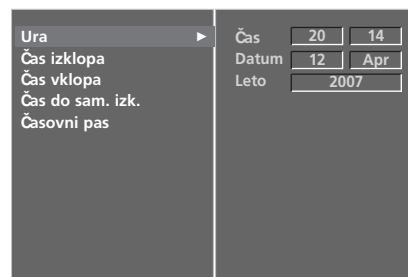 Ura ►
Čas izklopa
Čas vklopa
Čas do sam. izk.
Časovni pas
Čas 20 14
Datum 12 Apr
Leto 2007